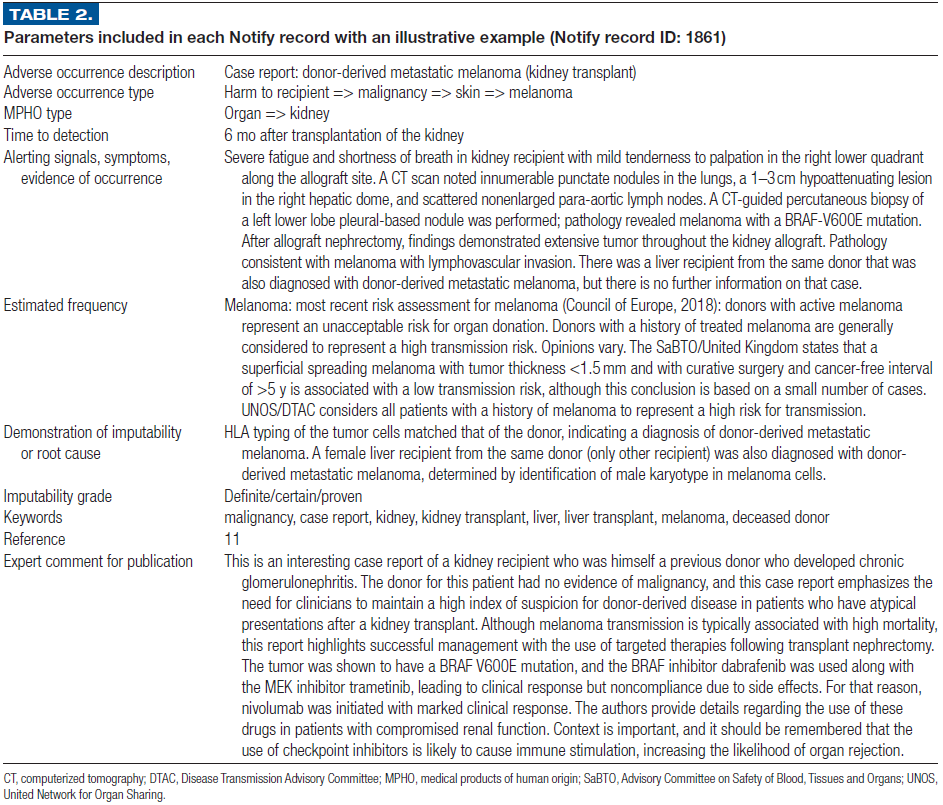 TABLE 2.
Parameters included in each Notify record with an illustrative example (Notify record ID: 1861)
Adverse occurrence description Case report: donor-derived metastatic melanoma (kidney transplant)
Adverse occurrence type Harm to recipient => malignancy => skin => melanoma
MPHO type Organ => kidney
Time to detection 6 mo after transplantation of the kidney
Alerting signals, symptoms, evidence of occurrence Severe fatigue and shortness of breath in kidney recipient with mild tenderness to palpation in the right lower quadrant
along the allograft site. A CT scan noted innumerable punctate nodules in the lungs, a 1–3 cm hypoattenuating lesion
in the right hepatic dome, and scattered nonenlarged para-aortic lymph nodes. A CT-guided percutaneous biopsy of
a left lower lobe pleural-based nodule was performed; pathology revealed melanoma with a BRAF-V600E mutation.
After allograft nephrectomy, findings demonstrated extensive tumor throughout the kidney allograft. Pathology
consistent with melanoma with lymphovascular invasion. There was a liver recipient from the same donor that was
also diagnosed with donor-derived metastatic melanoma, but there is no further information on that case.
Estimated frequency Melanoma: most recent risk assessment for melanoma (Council of Europe, 2018): donors with active melanoma
represent an unacceptable risk for organ donation. Donors with a history of treated melanoma are generally
considered to represent a high transmission risk. Opinions vary. The SaBTO/United Kingdom states that a
superficial spreading melanoma with tumor thickness <1.5 mm and with curative surgery and cancer-free interval
of >5 y is associated with a low transmission risk, although this conclusion is based on a small number of cases.
UNOS/DTAC considers all patients with a history of melanoma to represent a high risk for transmission.
Demonstration of imputability or root cause HLA typing of the tumor cells matched that of the donor, indicating a diagnosis of donor-derived metastatic
melanoma. A female liver recipient from the same donor (only other recipient) was also diagnosed with donor-
derived metastatic melanoma, determined by identification of male karyotype in melanoma cells.
Imputability grade Definite/certain/proven
Keywords malignancy, case report, kidney, kidney transplant, liver, liver transplant, melanoma, deceased donor
Reference 11
Expert comment for publication This is an interesting case report of a kidney recipient who was himself a previous donor who developed chronic
glomerulonephritis. The donor for this patient had no evidence of malignancy, and this case report emphasizes the
need for clinicians to maintain a high index of suspicion for donor-derived disease in patients who have atypical
presentations after a kidney transplant. Although melanoma transmission is typically associated with high mortality,
this report highlights successful management with the use of targeted therapies following transplant nephrectomy.
The tumor was shown to have a BRAF V600E mutation, and the BRAF inhibitor dabrafenib was used along with
the MEK inhibitor trametinib, leading to clinical response but noncompliance due to side effects. For that reason,
nivolumab was initiated with marked clinical response. The authors provide details regarding the use of these
drugs in patients with compromised renal function. Context is important, and it should be remembered that the
use of checkpoint inhibitors is likely to cause immune stimulation, increasing the likelihood of organ rejection.
CT, computerized tomography; DTAC, Disease Transmission Advisory Committee; MPHO, medical products of human origin; SaBTO, Advisory Committee on Safety of Blood, Tissues and Organs; UNOS,
United Network for Organ Sharing.